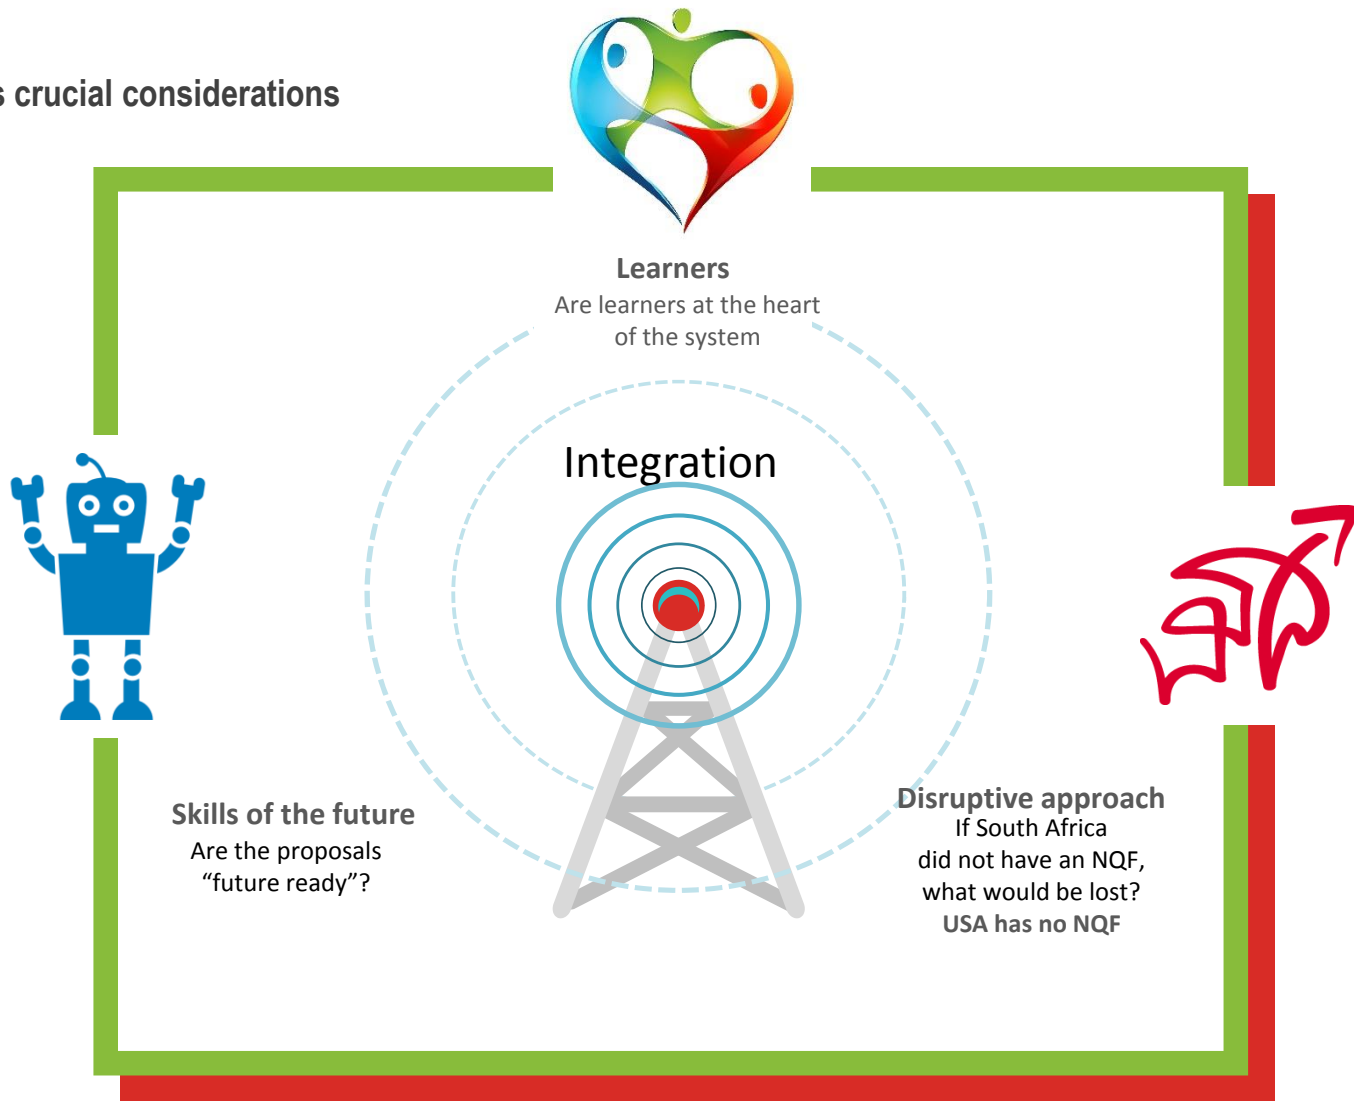 s crucial considerations
Learners
Are learners at the heart
of the system
Integration
Skills of the future
Are the proposals
“future ready”?
Disruptive approach
If South Africa
did not have an NQF,
what would be lost?
USA has no NQF